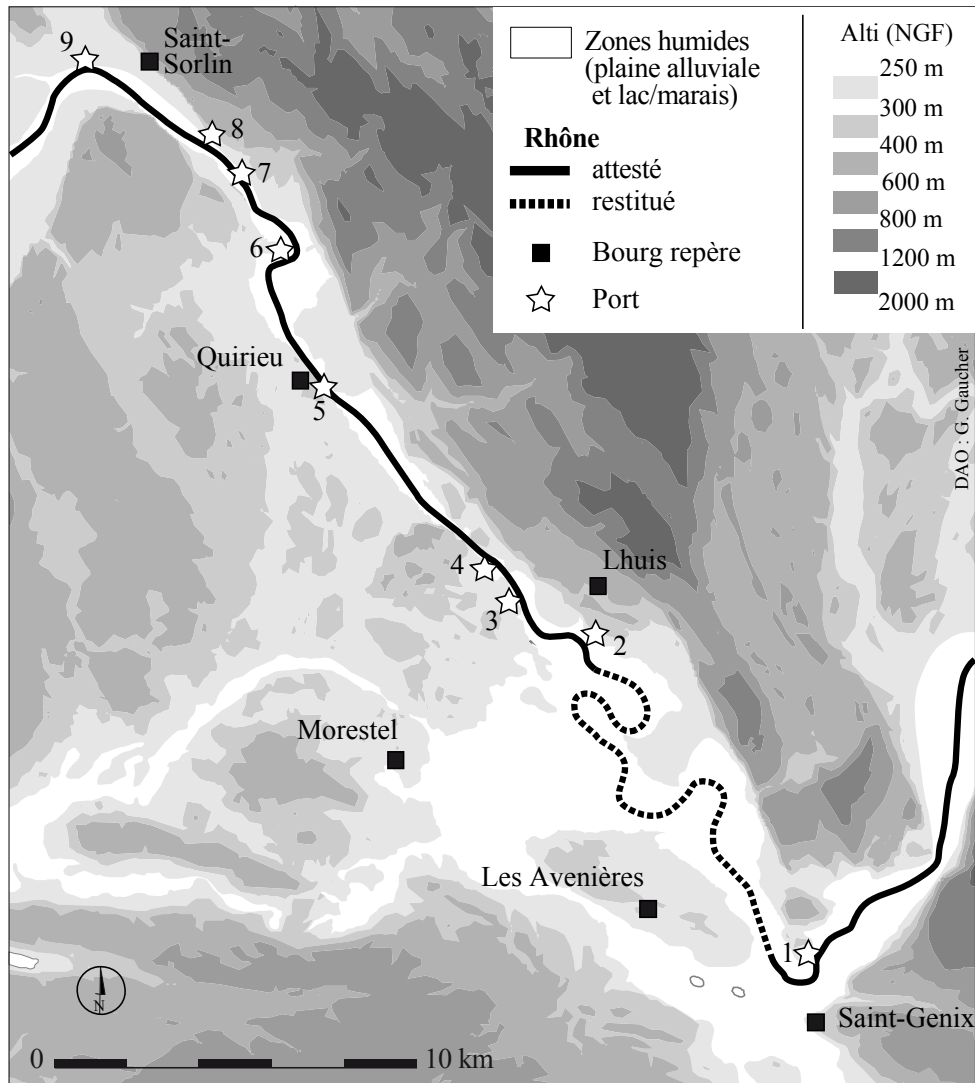 9
Saint-
Sorlin
8
7
6
Quirieu
5
4
3
Lhuis
2
Morestel
Les Avenières
1
Saint-Genix
N
0
10 km
Zones humides
(plaine alluviale
et lac/marais)
Rhône
attesté
restitué
Bourg repère
Port
Alti (NGF)
250 m
300 m
400 m
600 m
800 m
1200 m
2000 m
DAO : G. Gaucher